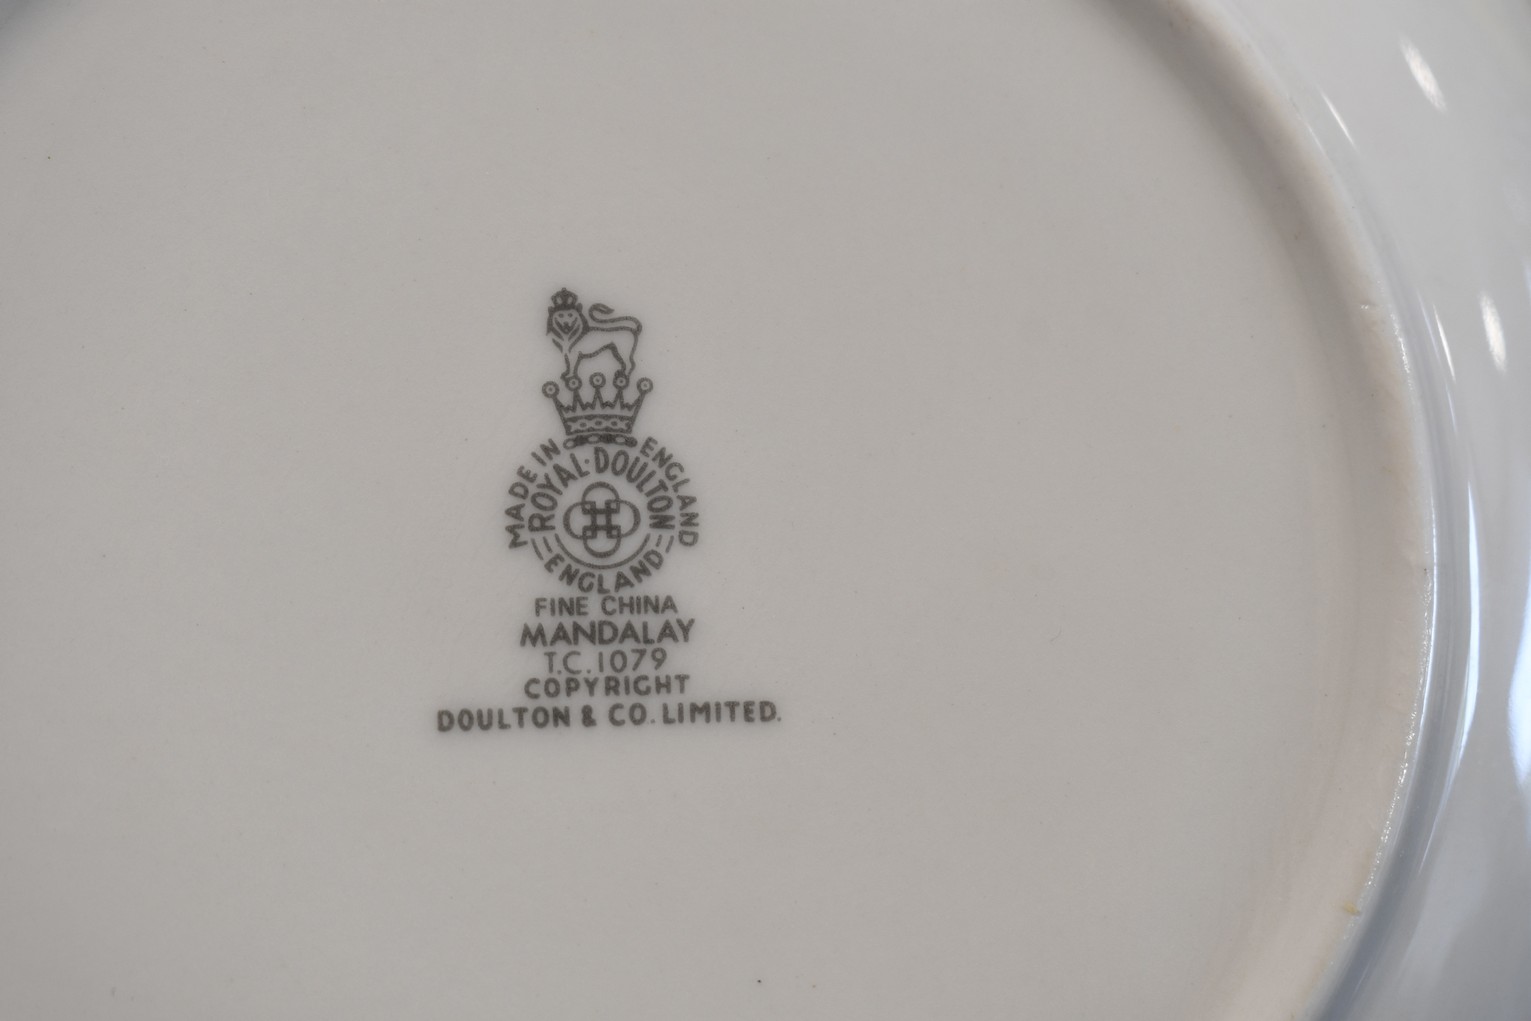 MADE IN ENGLAND
ROYAL·DOULTON
ENGLAND
FINE CHINA
MANDALAY
T.C.1079
COPYRIGHT
DOULTON & CO. LIMITED.